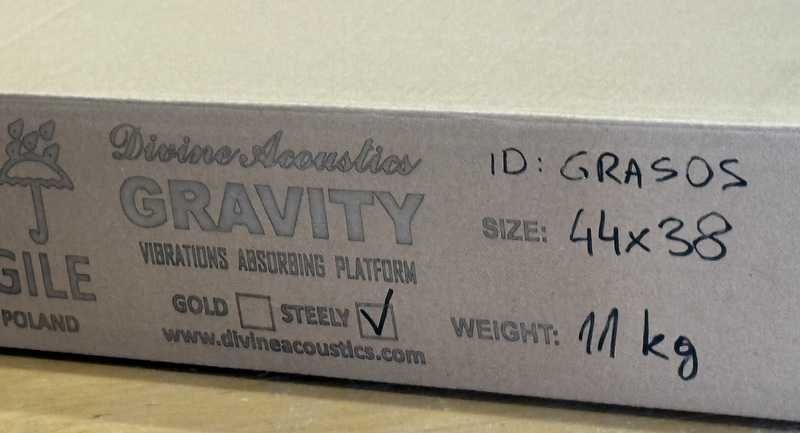 GILE
POLAND
Divine Acoustics
GRAVITY
VIBRATIONS ABSORBING PLATFORM
GOLD STEELY ✓
www.divineacoustics.com
ID: GRASOS
SIZE: 44x38
WEIGHT: 11 kg